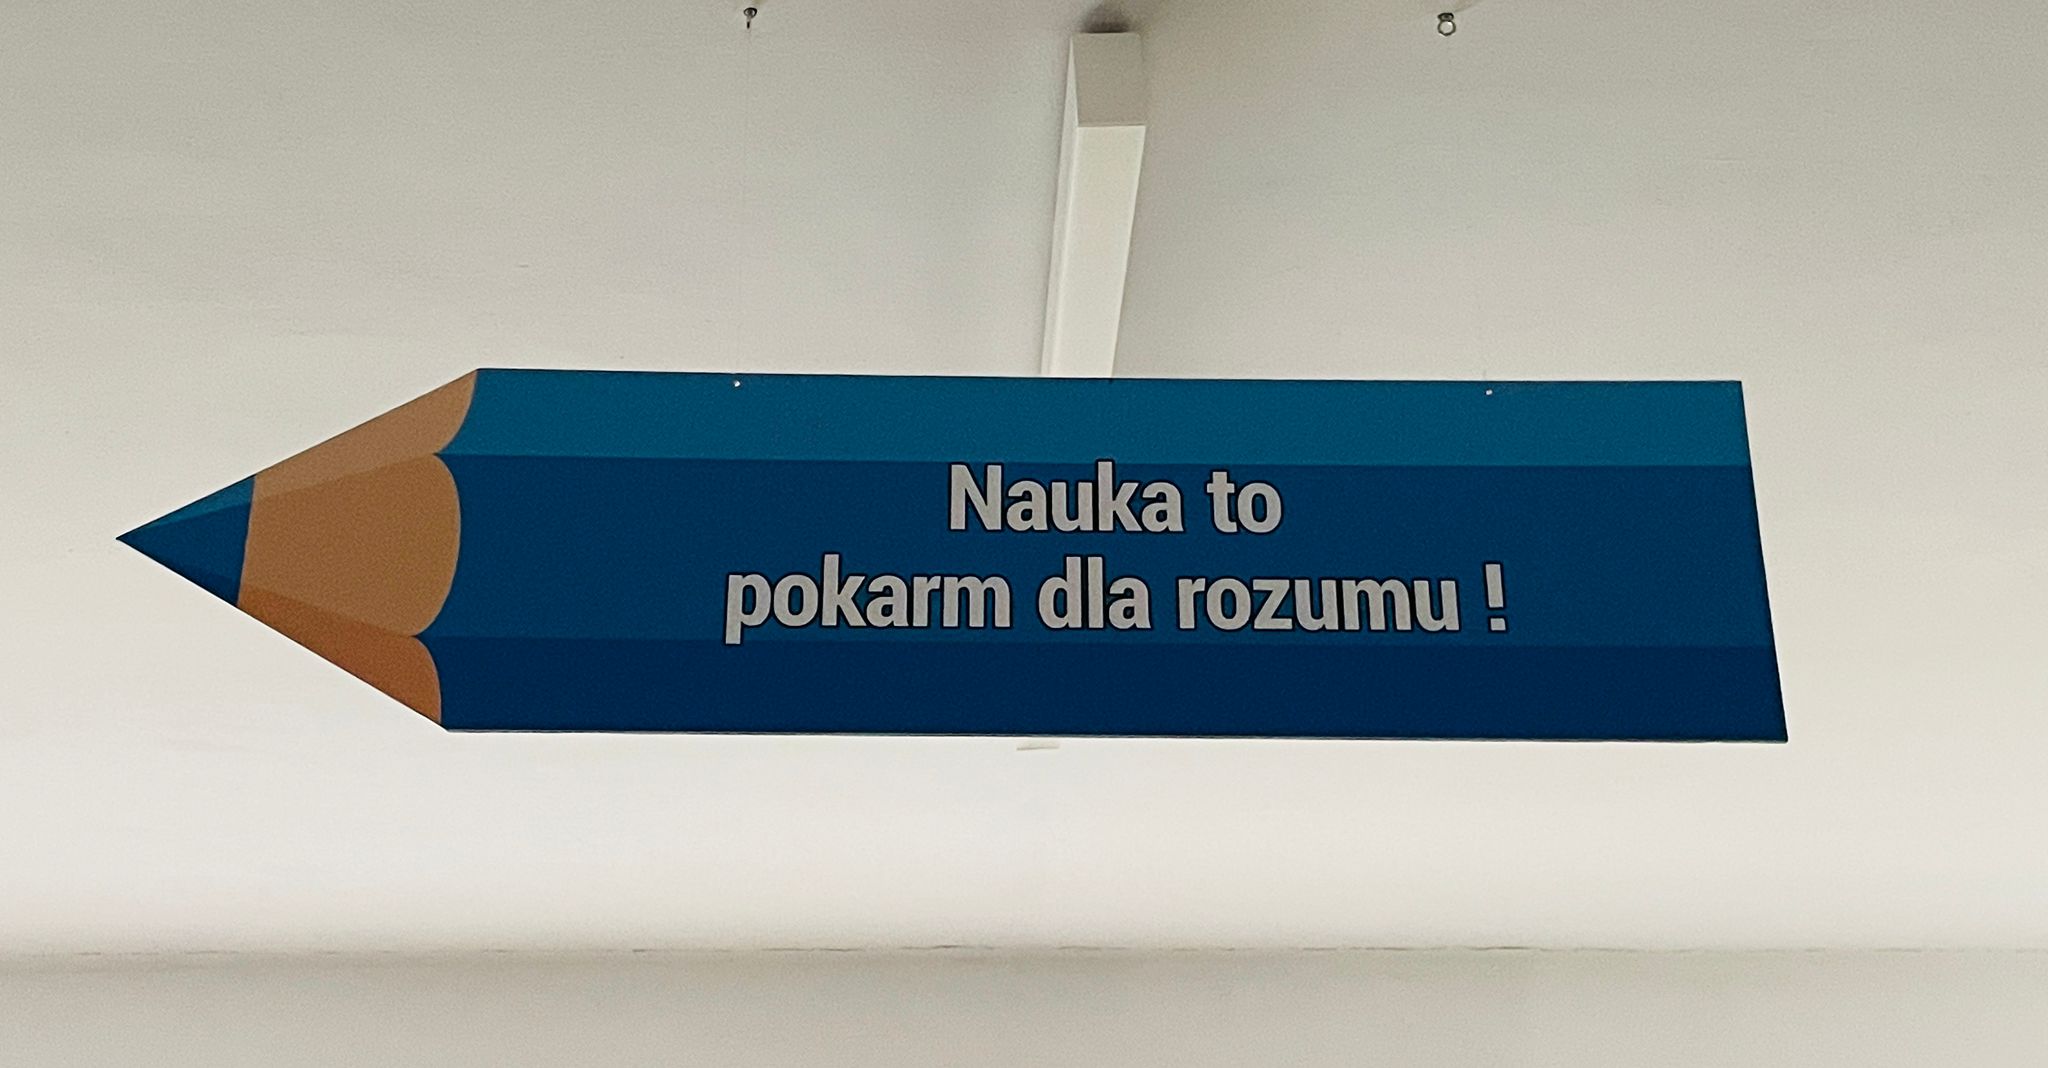 Nauka to
pokarm dla rozumu !